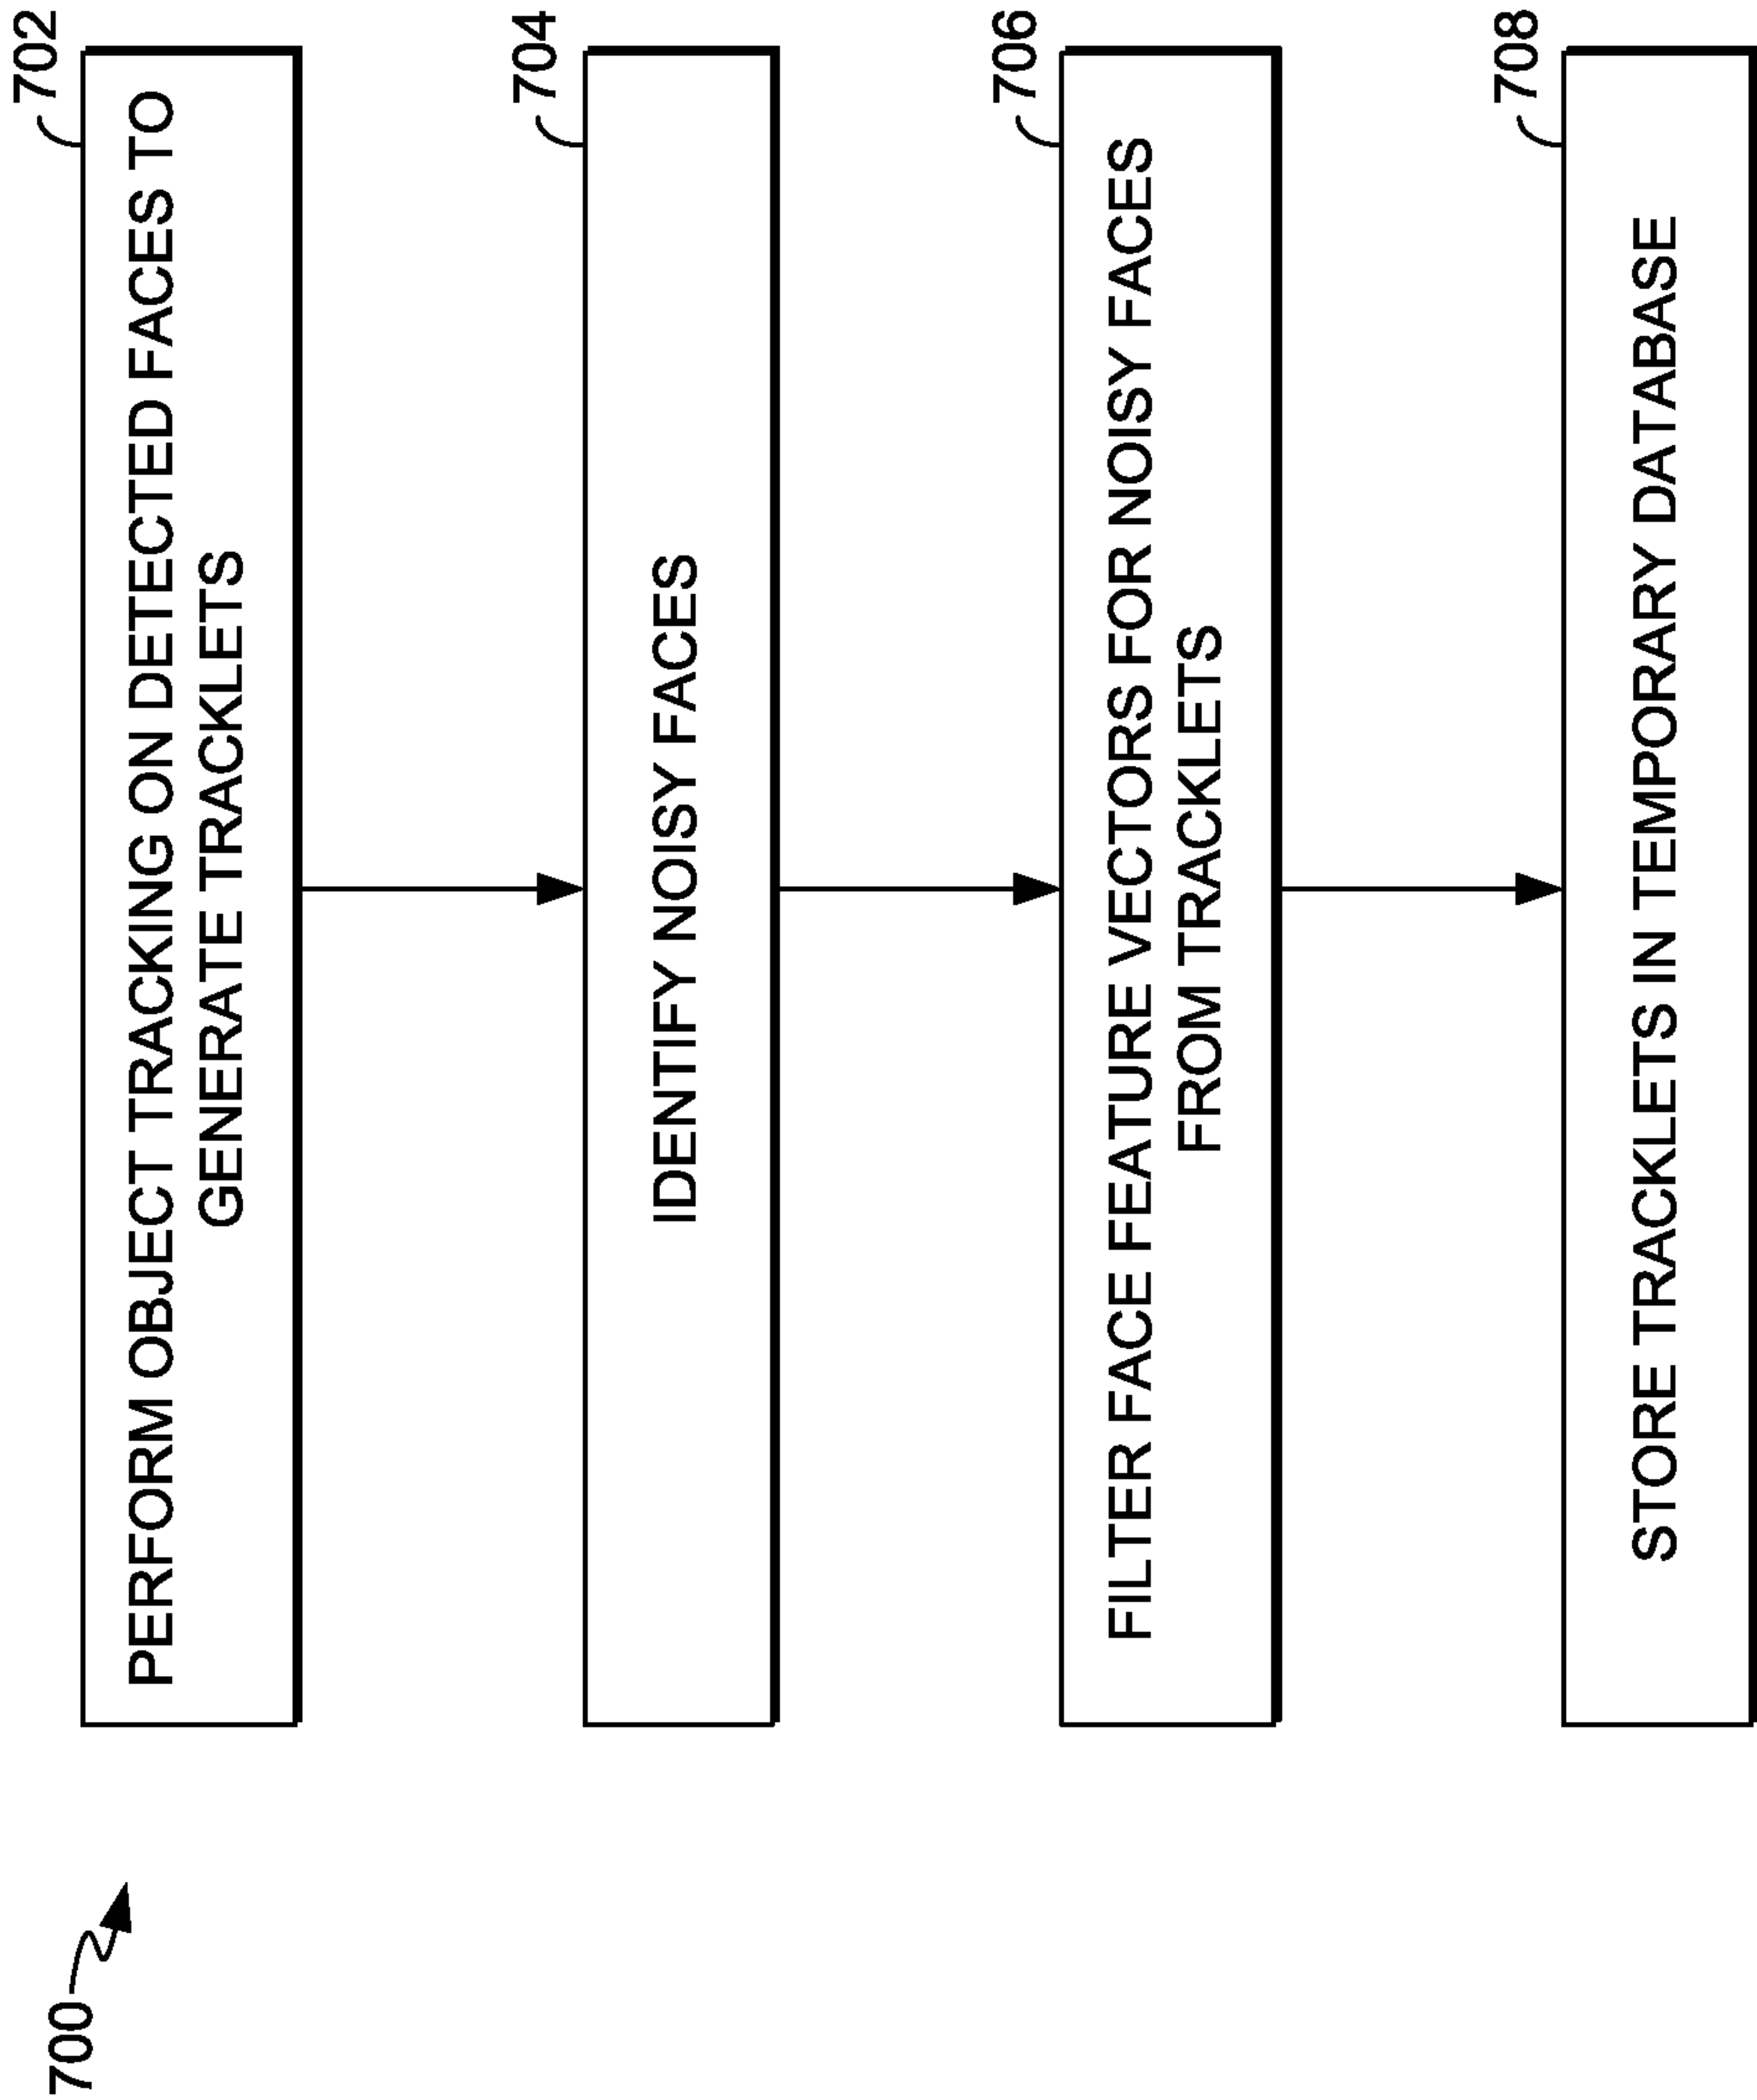 700
702
PERFORM OBJECT TRACKING ON DETECTED FACES TO
GENERATE TRACKLETS
704
IDENTIFY NOISY FACES
706
FILTER FACE FEATURE VECTORS FOR NOISY FACES
FROM TRACKLETS
708
STORE TRACKLETS IN TEMPORARY DATABASE